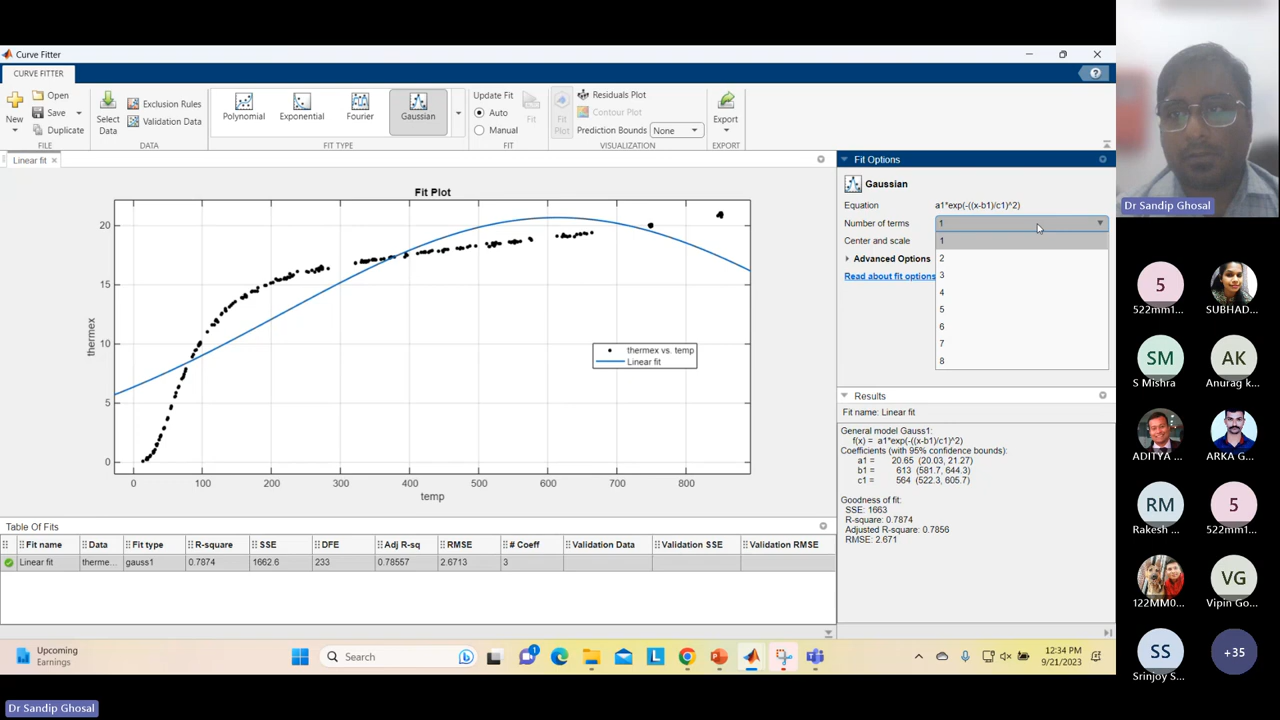 Curve Fitter
CURVE FITTER
New
Open
Save
Duplicate
FILE
Select Data
Exclusion Rules
Validation Data
DATA
Polynomial
Exponential
Fourier
Gaussian
FIT TYPE
Update Fit
Auto
Manual
Fit
FIT
Fit Plot
Residuals Plot
Contour Plot
Prediction Bounds None
VISUALIZATION
Export
EXPORT
Linear fit
Fit Plot
thermex
20
15
10
5
0
0 100 200 300 400 500 600 700 800
temp
thermex vs. temp
Linear fit
Table Of Fits
Fit name Data Fit type R-square SSE DFE Adj R-sq RMSE # Coeff Validation Data Validation SSE Validation RMSE
Linear fit therme... gauss1 0.7874 1662.6 233 0.78557 2.6713 3
Fit Options
Gaussian
Equation a1*exp(-((x-b1)/c1)^2)
Number of terms 1
Center and scale
Advanced Options
Read about fit options
1
2
3
4
5
6
7
8
Results
Fit name: Linear fit
General model Gauss1:
f(x) = a1*exp(-((x-b1)/c1)^2)
Coefficients (with 95% confidence bounds):
a1 = 20.65 (20.03, 21.27)
b1 = 613 (581.7, 644.3)
c1 = 564 (522.3, 605.7)
Goodness of fit:
SSE: 1663
R-square: 0.7874
Adjusted R-square: 0.7856
RMSE: 2.671
Upcoming
Earnings
Search
1
12:34 PM
9/21/2023
Dr Sandip Ghosal
5
522mm1...
SUBHAD...
SM
S Mishra
AK
Anurag k...
ADITYA ...
ARKA G...
RM
Rakesh ...
5
522mm1...
122MM0...
VG
Vipin Go...
SS
Srinjoy S...
+35
Dr Sandip Ghosal